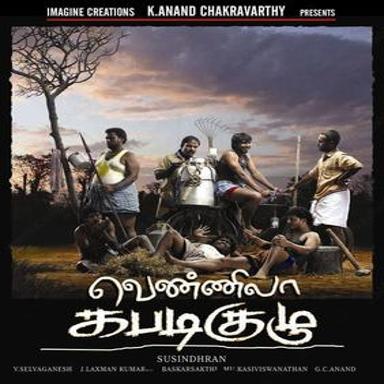 IMAGINE CREATIONS K.ANAND CHAKRAVARTHY PRESENTS
வெண்ணிலா
கபடிகுழு
SUSINDHRAN
V.SELVAGANESH J.LAXMAN KUMAR BASKARSAKTHI KASIVISWANATHAN G.C.ANAND